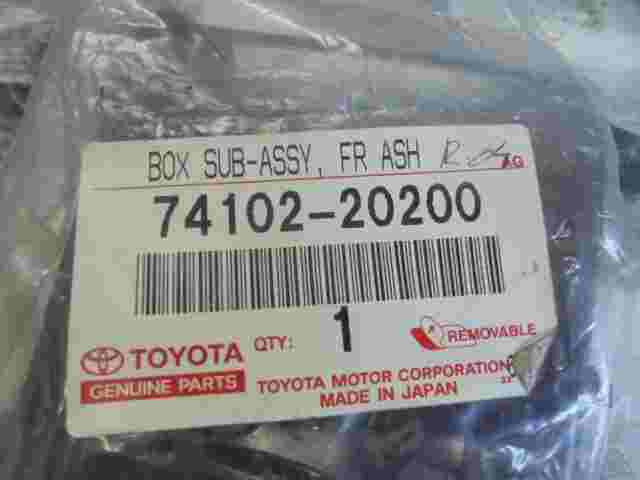 BOX SUB-ASSY, FR ASH
AG
74102-20200
TOYOTA
GENUINE PARTS
QTY: 1
REMOVABLE
TOYOTA MOTOR CORPORATION
MADE IN JAPAN